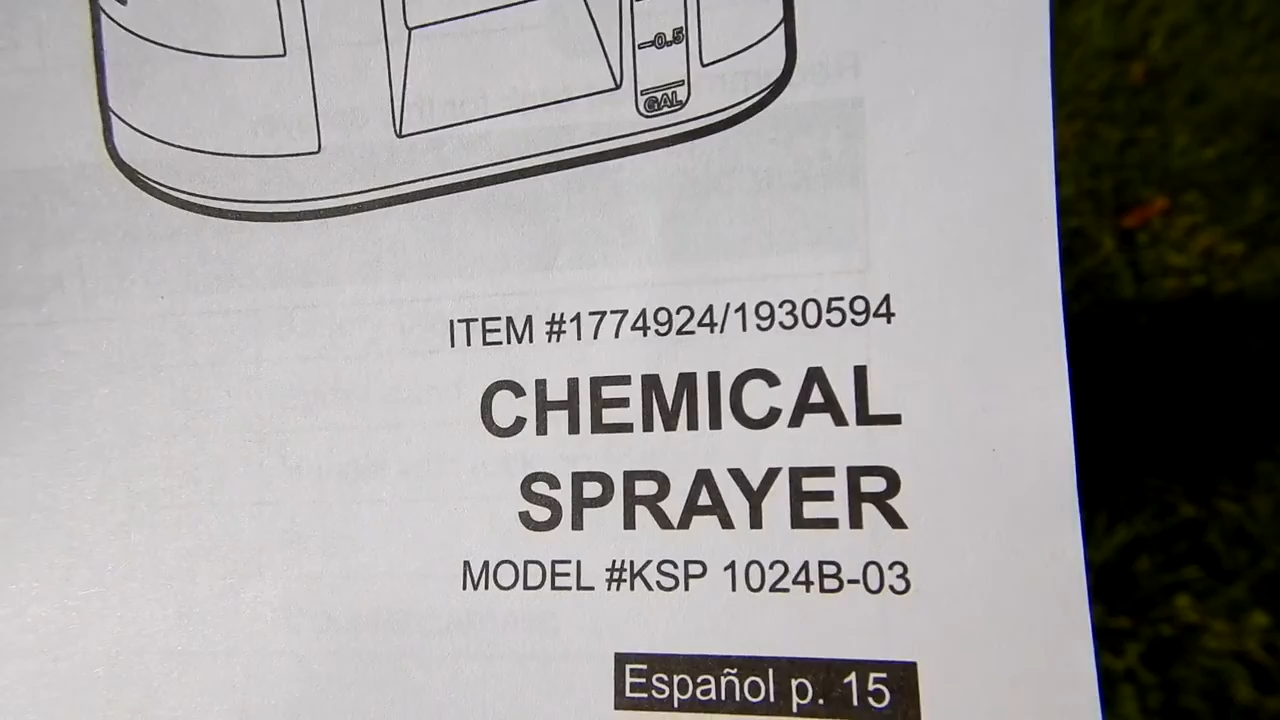 -0.5
GAL
ITEM #1774924/1930594
CHEMICAL
SPRAYER
MODEL #KSP 1024B-03
Español p. 15